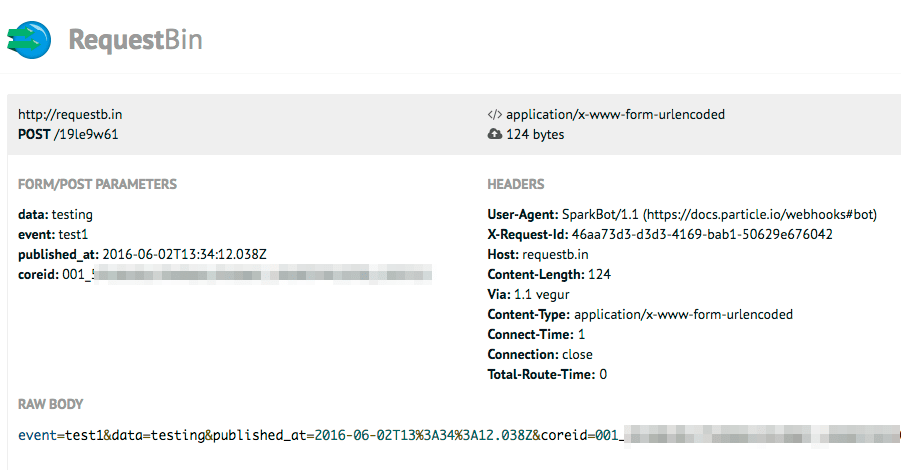 RequestBin
http://requestb.in
POST /19le9w61
</> application/x-www-form-urlencoded
124 bytes
FORM/POST PARAMETERS
data: testing
event: test1
published_at: 2016-06-02T13:34:12.038Z
coreid: 001_
HEADERS
User-Agent: SparkBot/1.1 (https://docs.particle.io/webhooks#bot)
X-Request-Id: 46aa73d3-d3d3-4169-bab1-50629e676042
Host: requestb.in
Content-Length: 124
Via: 1.1 vegur
Content-Type: application/x-www-form-urlencoded
Connect-Time: 1
Connection: close
Total-Route-Time: 0
RAW BODY
event=test1&data=testing&published_at=2016-06-02T13%3A34%3A12.038Z&coreid=001_